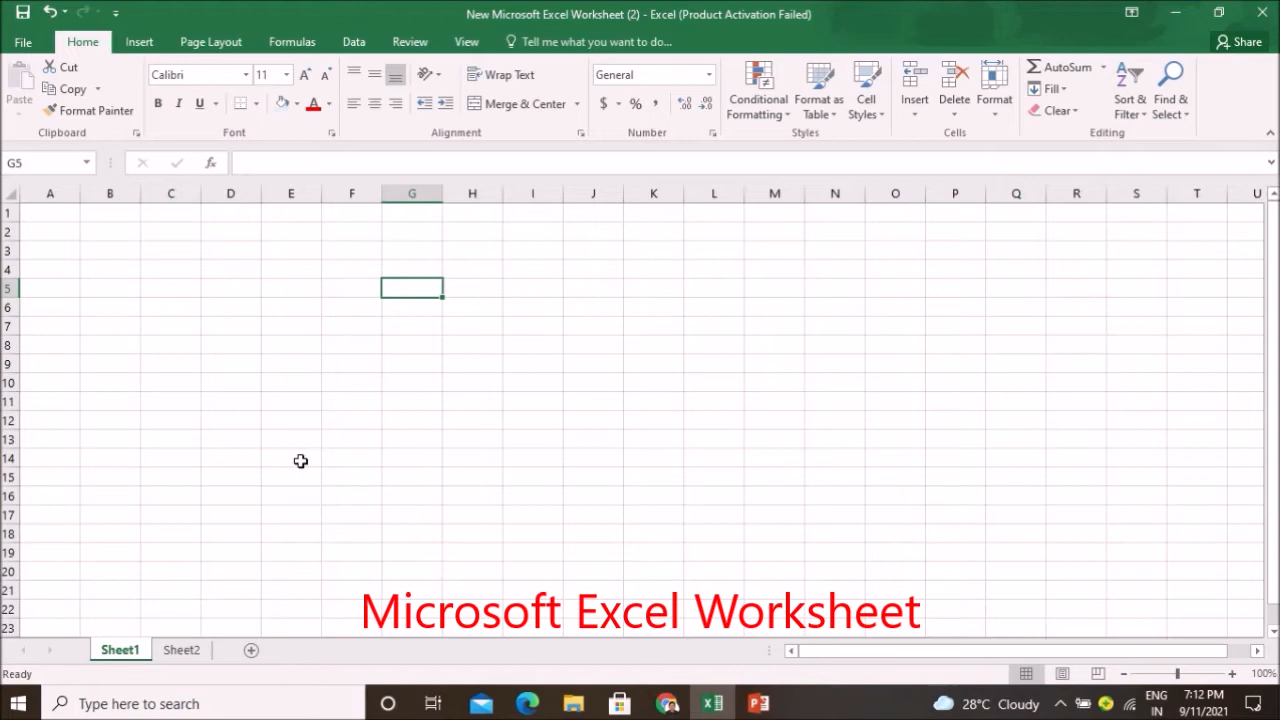 New Microsoft Excel Worksheet (2) - Excel (Product Activation Failed)
File Home Insert Page Layout Formulas Data Review View Tell me what you want to do... Share
Paste
Cut
Copy
Format Painter
Clipboard
Calibri 11
B I U A
Font
Wrap Text
Merge & Center
Alignment
General
$ % ,
Number
Conditional Formatting
Format as Table
Cell Styles
Styles
Insert Delete Format
Cells
AutoSum
Fill
Clear
Sort & Filter
Find & Select
Editing
G5 fx
A B C D E F G H I J K L M N O P Q R S T U
1
2
3
4
5
6
7
8
9
10
11
12
13
14
15
16
17
18
19
20
21
22
23
Microsoft Excel Worksheet
Sheet1 Sheet2
Ready 100%
Type here to search
28°C Cloudy
ENG
IN
7:12 PM
9/11/2021